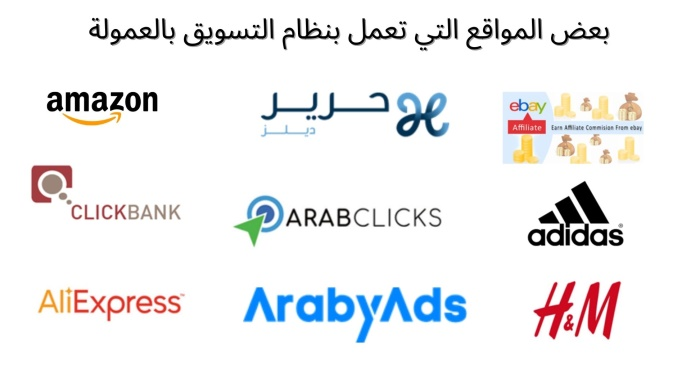 بعض المواقع التي تعمل بنظام التسويق بالعمولة
amazon
حرير
ديلز
ebay
Affiliate
Earn Affiliate Commision From ebay
CLICKBANK
ARABCLICKS
adidas
AliExpress
ArabyAds
H&M